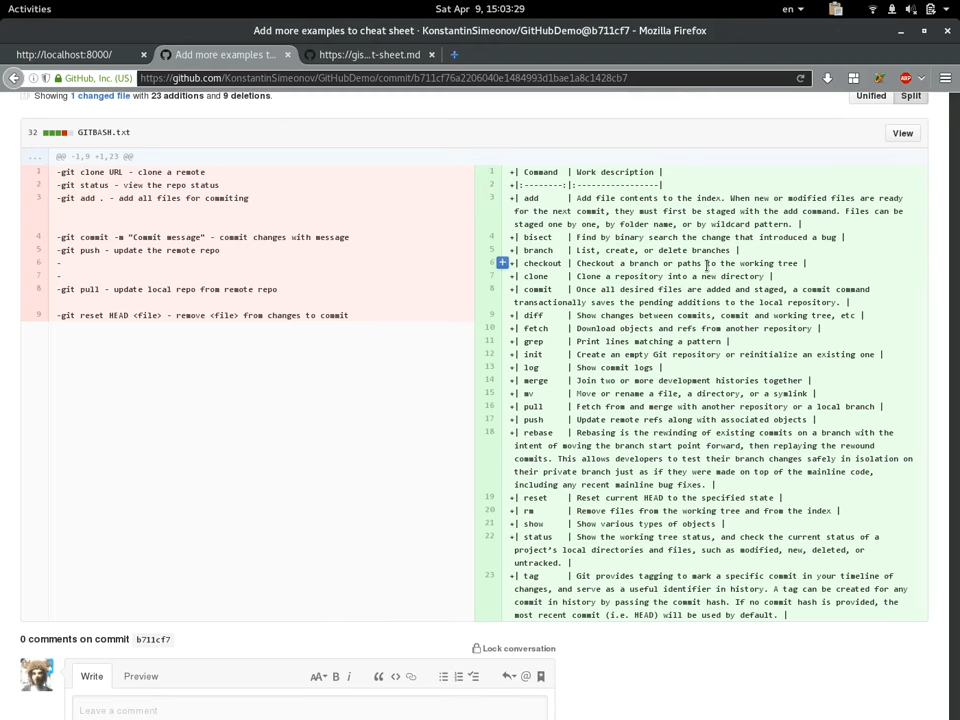 Activities
Sat Apr 9, 15:03:29
en
Add more examples to cheat sheet · KonstantinSimeonov/GitHubDemo@b711cf7 - Mozilla Firefox
http://localhost:8000/ × Add more examples t... × https://gis...t-sheet.md × +
GitHub, Inc. (US) https://github.com/KonstantinSimeonov/GitHubDemo/commit/b711cf76a2206040e1484993d1bae1a8c1428cb7
ABP
Showing 1 changed file with 23 additions and 9 deletions.
Unified Split
32 GITBASH.txt
View
... @@ -1,9 +1,23 @@
1 -git clone URL - clone a remote
2 -git status - view the repo status
3 -git add . - add all files for commiting
4 -git commit -m "Commit message" - commit changes with message
5 -git push - update the remote repo
6 -
7 -
8 -git pull - update local repo from remote repo
9 -git reset HEAD <file> - remove <file> from changes to commit
1 +| Command | Work description |
2 +|:--------:|:-----------------|
3 +| add | Add file contents to the index. When new or modified files are ready
for the next commit, they must first be staged with the add command. Files can be
staged one by one, by folder name, or by wildcard pattern. |
4 +| bisect | Find by binary search the change that introduced a bug |
5 +| branch | List, create, or delete branches |
6 +| checkout | Checkout a branch or paths to the working tree |
7 +| clone | Clone a repository into a new directory |
8 +| commit | Once all desired files are added and staged, a commit command
transactionally saves the pending additions to the local repository. |
9 +| diff | Show changes between commits, commit and working tree, etc |
10 +| fetch | Download objects and refs from another repository |
11 +| grep | Print lines matching a pattern |
12 +| init | Create an empty Git repository or reinitialize an existing one |
13 +| log | Show commit logs |
14 +| merge | Join two or more development histories together |
15 +| mv | Move or rename a file, a directory, or a symlink |
16 +| pull | Fetch from and merge with another repository or a local branch |
17 +| push | Update remote refs along with associated objects |
18 +| rebase | Rebasing is the rewinding of existing commits on a branch with the
intent of moving the branch start point forward, then replaying the rewound
commits. This allows developers to test their branch changes safely in isolation on
their private branch just as if they were made on top of the mainline code,
including any recent mainline bug fixes. |
19 +| reset | Reset current HEAD to the specified state |
20 +| rm | Remove files from the working tree and from the index |
21 +| show | Show various types of objects |
22 +| status | Show the working tree status, and check the current status of a
project's local directories and files, such as modified, new, deleted, or
untracked. |
23 +| tag | Git provides tagging to mark a specific commit in your timeline of
changes, and serve as a useful identifier in history. A tag can be created for any
commit in history by passing the commit hash. If no commit hash is provided, the
most recent commit (i.e. HEAD) will be used by default. |
0 comments on commit b711cf7
Lock conversation
Write Preview
AA B i “ <> @
Leave a comment